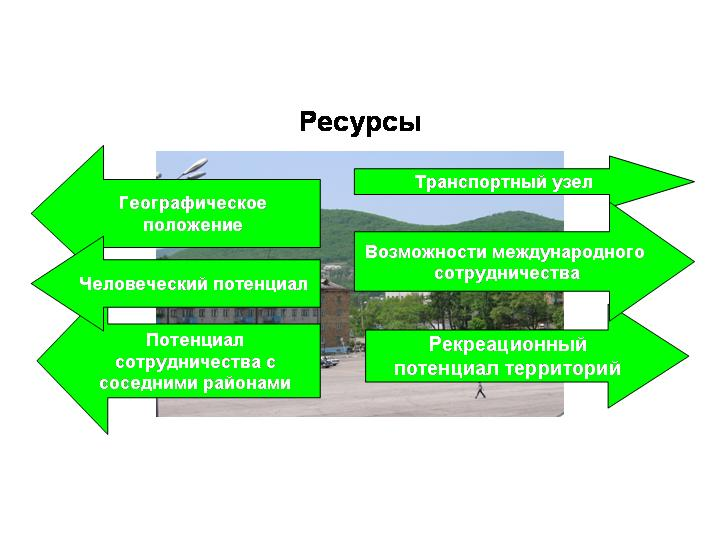 Ресурсы
Географическое
положение
Человеческий потенциал
Потенциал
сотрудничества с
соседними районами
Транспортный узел
Возможности международного
сотрудничества
Рекреационный
потенциал территорий